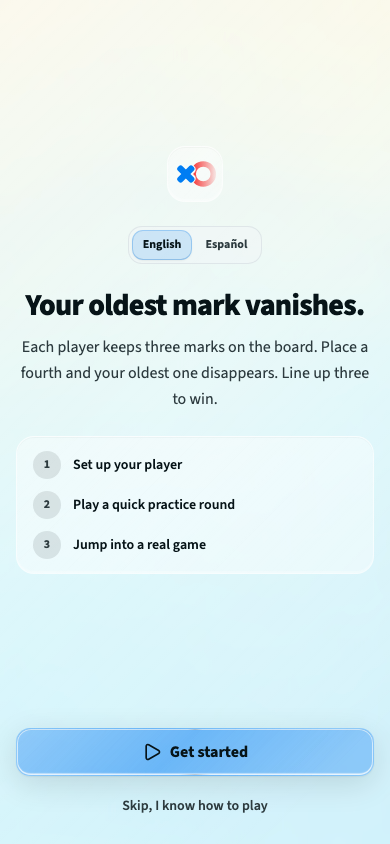 English
Español
Your oldest mark vanishes.
Each player keeps three marks on the board. Place a
fourth and your oldest one disappears. Line up three
to win.
1 Set up your player
2 Play a quick practice round
3 Jump into a real game
Get started
Skip, I know how to play